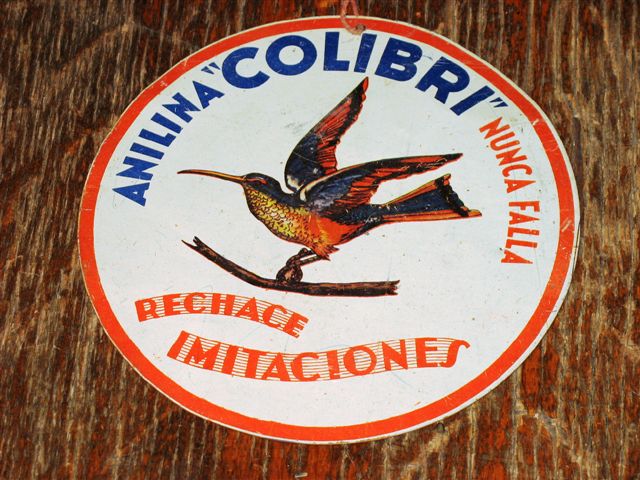 ANILINA "COLIBRI"
NUNCA FALLA
RECHACE
IMITACIONES